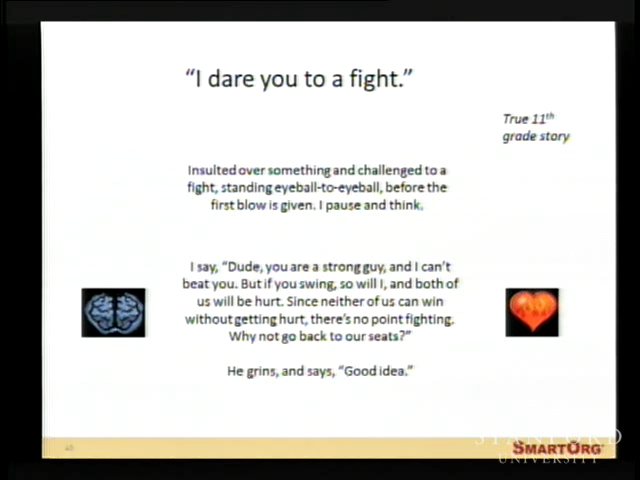 “I dare you to a fight.”
True 11th
grade story
Insulted over something and challenged to a
fight, standing eyeball-to-eyeball, before the
first blow is given. I pause and think.
I say, “Dude, you are a strong guy, and I can’t
beat you. But if you swing, so will I, and both of
us will be hurt. Since neither of us can win
without getting hurt, there’s no point fighting.
Why not go back to our seats?”
He grins, and says, “Good idea.”
STANFORD
SMARTORG
UNIVERSITY